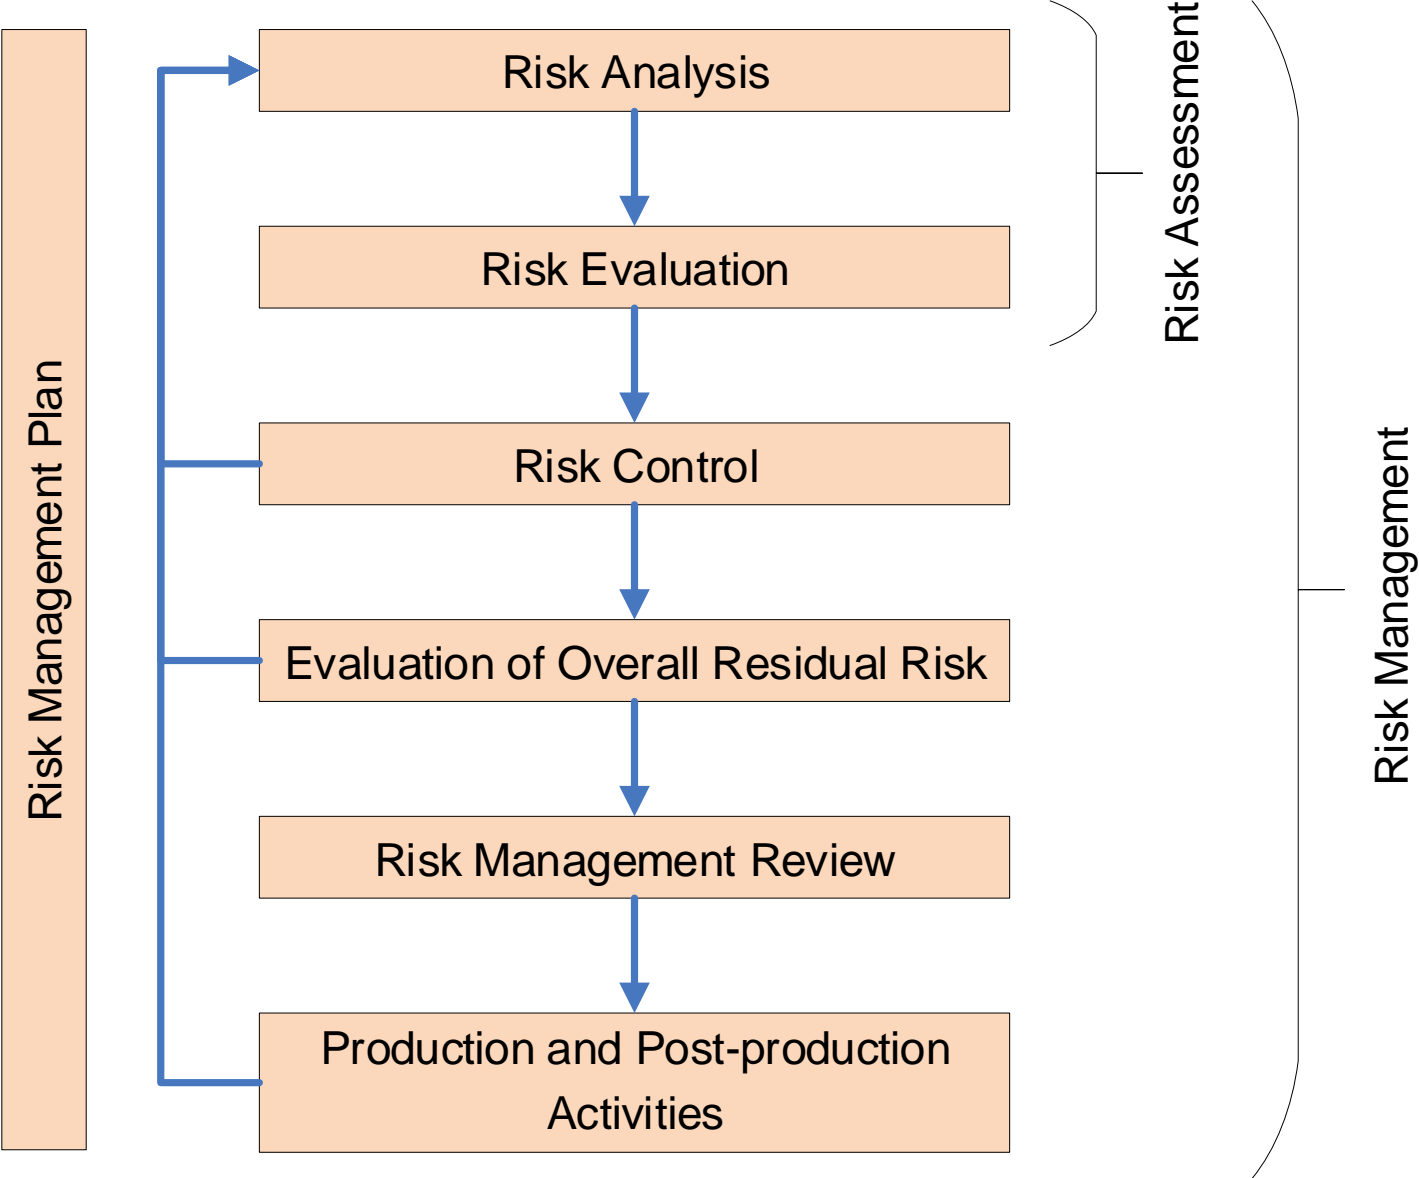 Risk Management Plan
Risk Analysis
Risk Evaluation
Risk Control
Evaluation of Overall Residual Risk
Risk Management Review
Production and Post-production
Activities
Risk Assessment
Risk Management